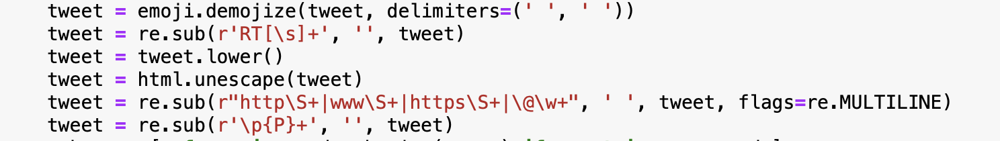 tweet = emoji.demojize(tweet, delimiters=(' ', ' '))
tweet = re.sub(r'RT[\s]+', '', tweet)
tweet = tweet.lower()
tweet = html.unescape(tweet)
tweet = re.sub(r"http\S+|www\S+|https\S+|\@\w+", ' ', tweet, flags=re.MULTILINE)
tweet = re.sub(r'\p{P}+', '', tweet)